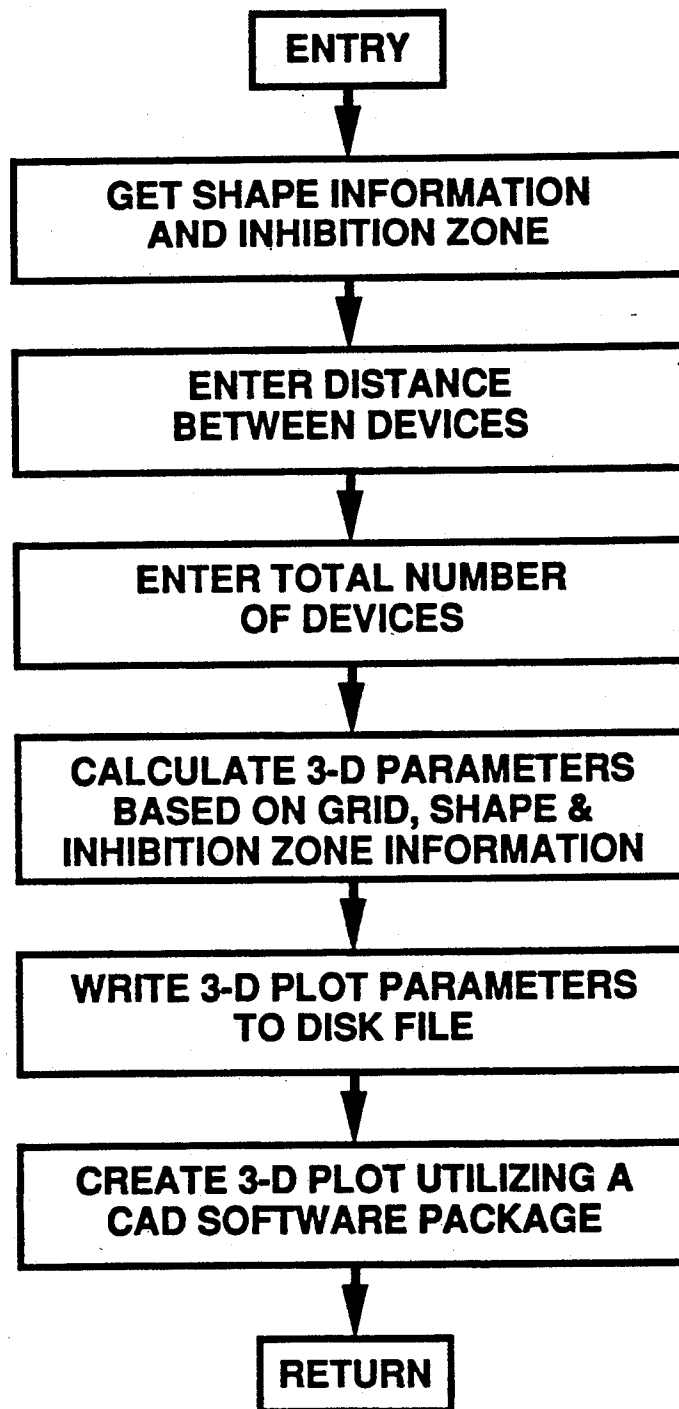 ENTRY
GET SHAPE INFORMATION
AND INHIBITION ZONE
ENTER DISTANCE
BETWEEN DEVICES
ENTER TOTAL NUMBER
OF DEVICES
CALCULATE 3-D PARAMETERS
BASED ON GRID, SHAPE &
INHIBITION ZONE INFORMATION
WRITE 3-D PLOT PARAMETERS
TO DISK FILE
CREATE 3-D PLOT UTILIZING A
CAD SOFTWARE PACKAGE
RETURN